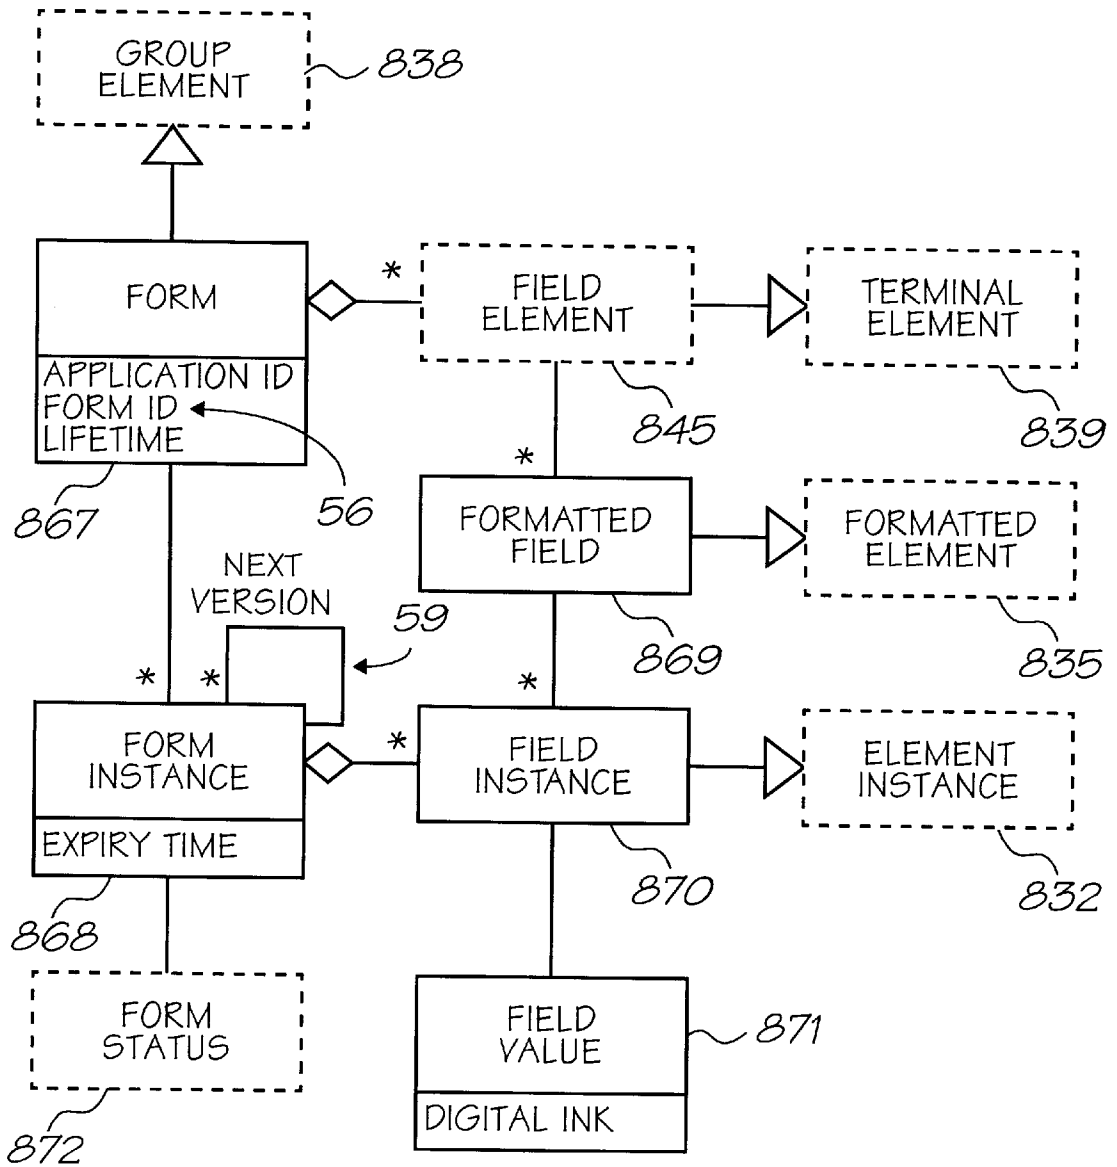 GROUP
ELEMENT
838
FORM
*
FIELD
ELEMENT
TERMINAL
ELEMENT
APPLICATION ID
FORM ID
LIFETIME
845
839
867
56
*
FORMATTED
FIELD
FORMATTED
ELEMENT
NEXT
VERSION
59
869
835
*
*
*
FORM
INSTANCE
*
FIELD
INSTANCE
ELEMENT
INSTANCE
EXPIRY TIME
870
832
868
FORM
STATUS
FIELD
VALUE
871
DIGITAL INK
872